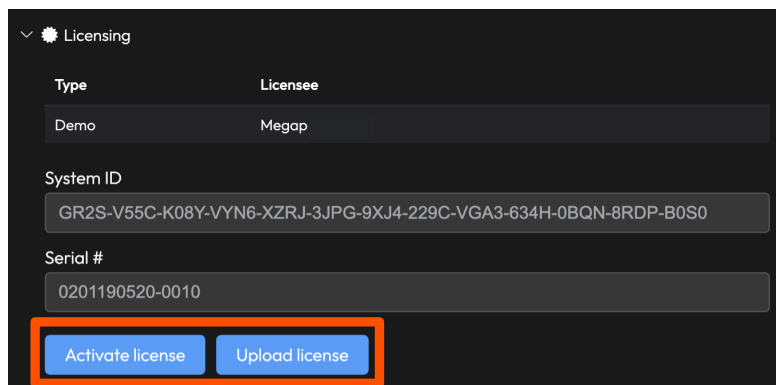 Licensing
Type Licensee
Demo Megap
System ID
GR2S-V55C-K08Y-VYN6-XZRJ-3JPG-9XJ4-229C-VGA3-634H-0BQN-8RDP-B0S0
Serial #
0201190520-0010
Activate license Upload license